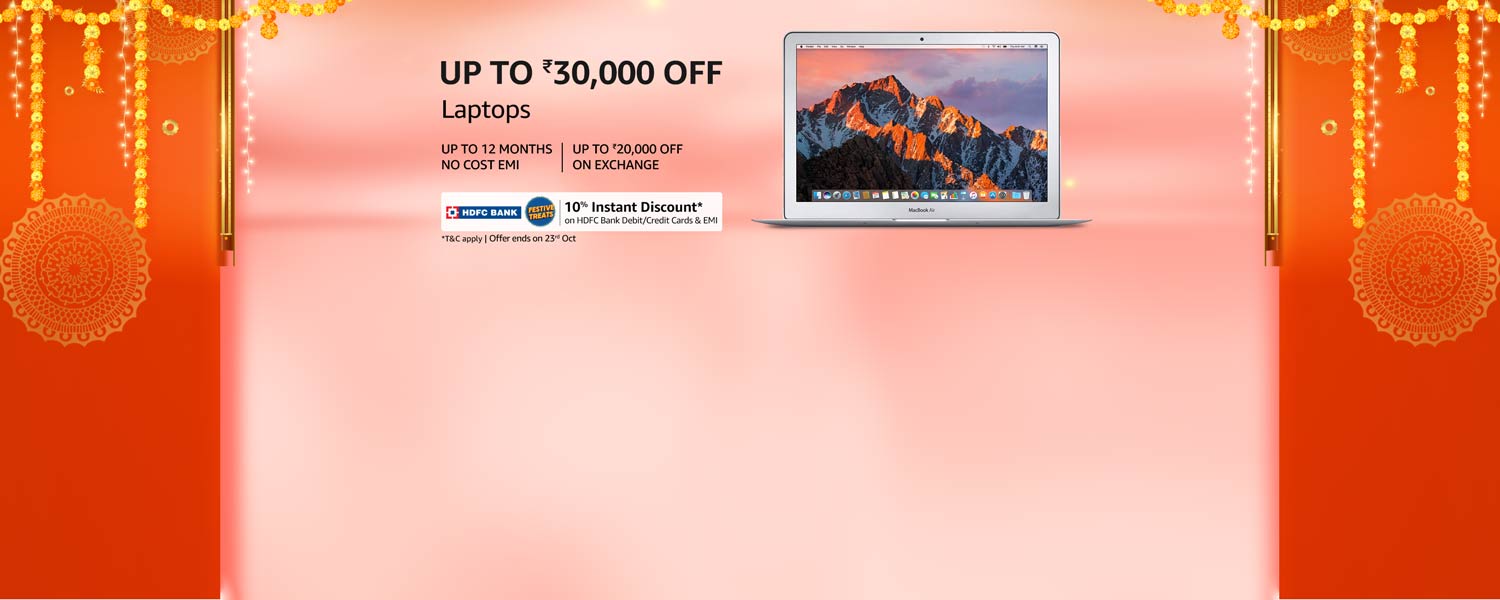 UP TO ₹30,000 OFF
Laptops
UP TO 12 MONTHS
NO COST EMI
UP TO ₹20,000 OFF
ON EXCHANGE
HDFC BANK
FESTIVE
TREATS
10% Instant Discount*
on HDFC Bank Debit/Credit Cards & EMI
*T&C apply | Offer ends on 23rd Oct
MacBook Air